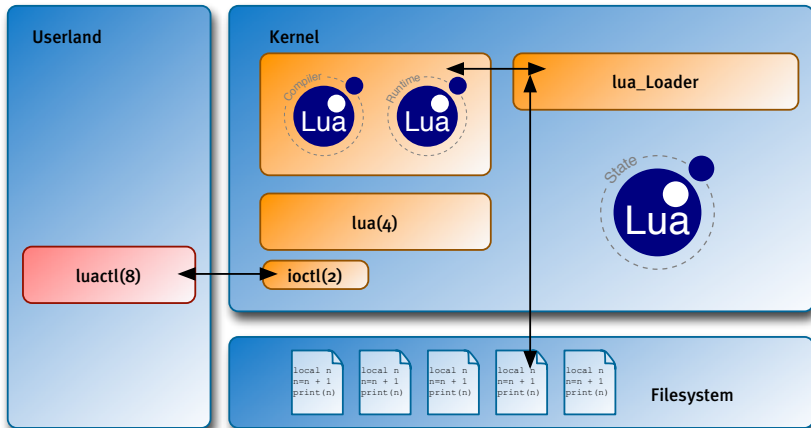 Userland
Kernel
Compiler
Lua
Runtime
Lua
lua_Loader
State
Lua
lua(4)
luactl(8)
ioctl(2)
local n
n=n + 1
print(n)
local n
n=n + 1
print(n)
local n
n=n + 1
print(n)
local n
n=n + 1
print(n)
local n
n=n + 1
print(n)
Filesystem